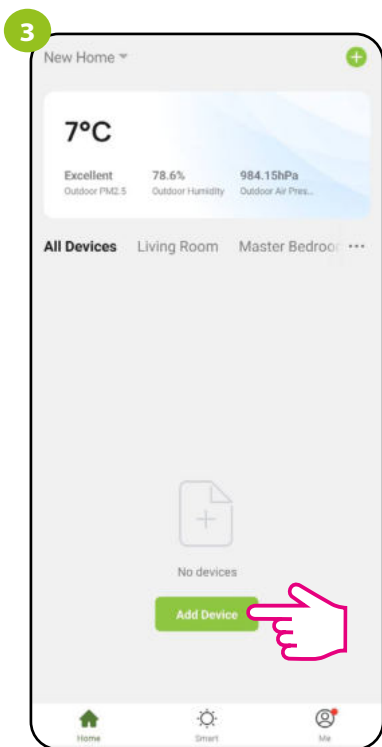 3
New Home
7°C
Excellent 78.6% 984.15hPa
Outdoor PM2.5 Outdoor Humidity Outdoor Air Pres...
All Devices Living Room Master Bedroo ...
No devices
Add Device
Home Smart Me